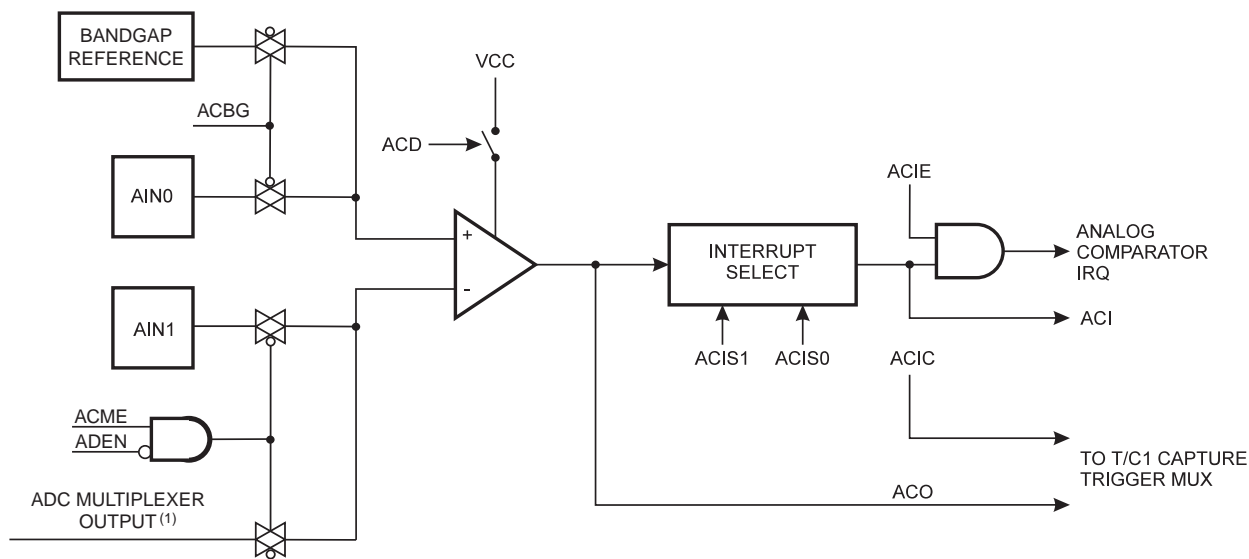 BANDGAP
REFERENCE
ACBG
AIN0
AIN1
ACME
ADEN
ADC MULTIPLEXER
OUTPUT (1)
VCC
ACD
+
-
INTERRUPT
SELECT
ACIS1
ACIS0
ACIE
ANALOG
COMPARATOR
IRQ
ACI
ACIC
TO T/C1 CAPTURE
TRIGGER MUX
ACO